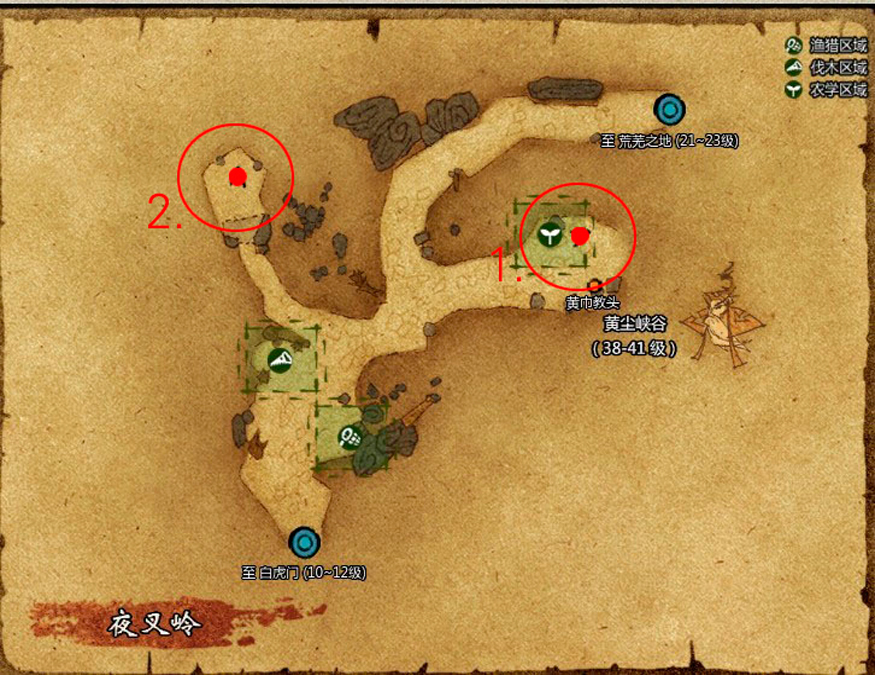 渔猎区域
伐木区域
农学区域
至 荒芜之地 (21~23级)
2.
1.
黄巾教头
黄尘峡谷
(38-41级)
至 白虎门 (10~12级)
夜叉岭